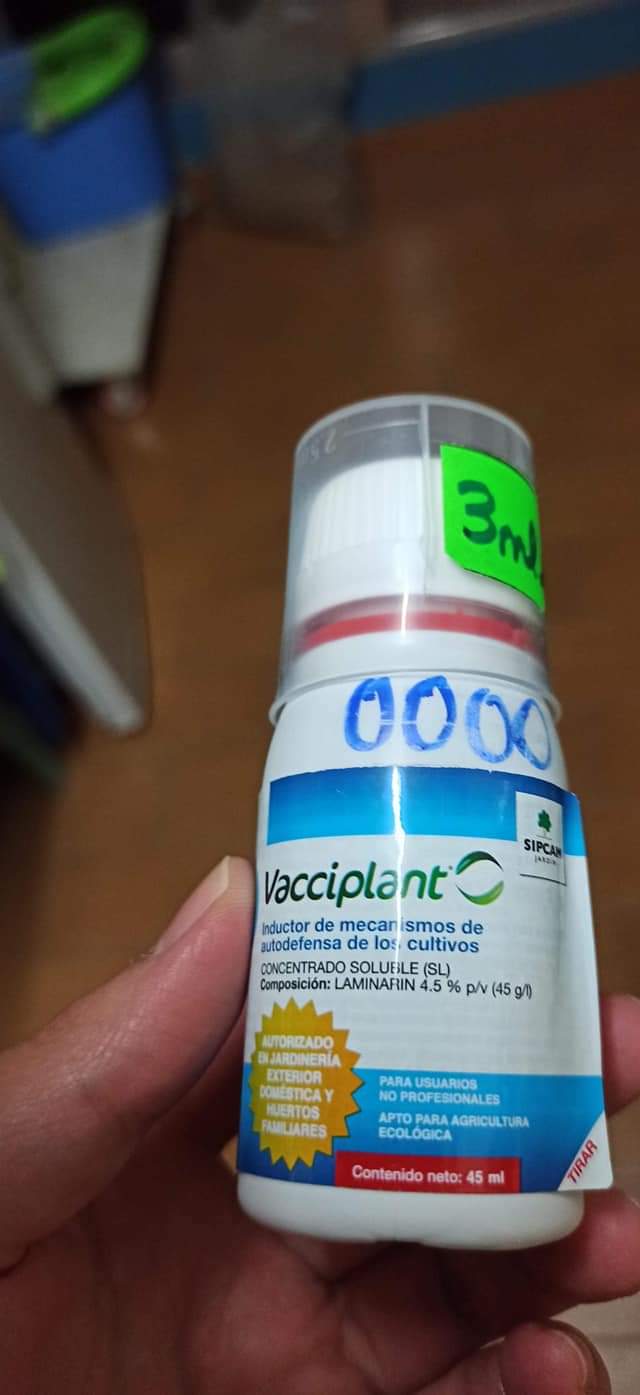 3ml.
0000
SIPCAM
JARDIN
Vacciplant
Inductor de mecanismos de
autodefensa de los cultivos
CONCENTRADO SOLUBLE (SL)
Composición: LAMINARIN 4.5 % p/v (45 g/l)
AUTORIZADO
EN JARDINERÍA
EXTERIOR
DOMÉSTICA Y
HUERTOS
FAMILIARES
PARA USUARIOS
NO PROFESIONALES
APTO PARA AGRICULTURA
ECOLÓGICA
Contenido neto: 45 ml
TIRAR